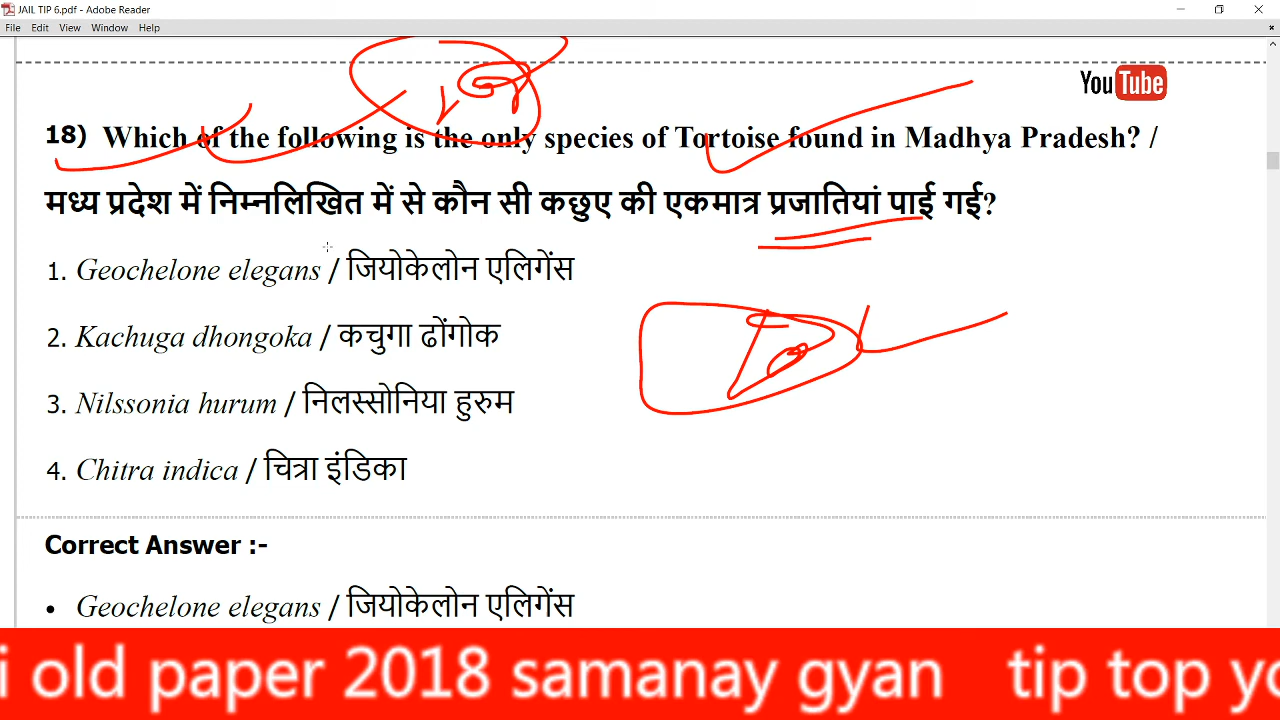 JAIL TIP 6.pdf - Adobe Reader
File Edit View Window Help
YouTube
18) Which of the following is the only species of Tortoise found in Madhya Pradesh? /
मध्य प्रदेश में निम्नलिखित में से कौन सी कछुए की एकमात्र प्रजातियां पाई गई?
1. Geochelone elegans / जियोकेलोन एलिगेंस
2. Kachuga dhongoka / कचुगा ढोंगोक
3. Nilssonia hurum / निलस्सोनिया हुरुम
4. Chitra indica / चित्रा इंडिका
Correct Answer :-
• Geochelone elegans / जियोकेलोन एलिगेंस
i old paper 2018 samanay gyan tip top yo